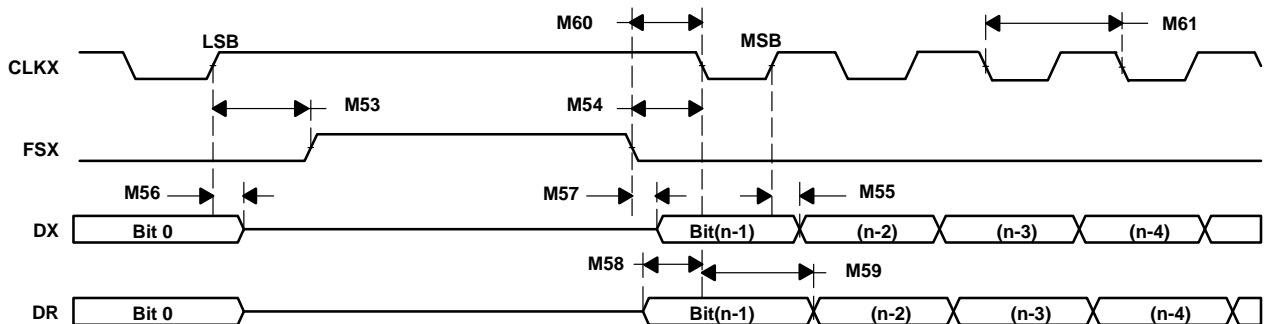 M60 M61
LSB MSB
CLKX
M53 M54
FSX
M56 M57 M55
DX Bit 0 Bit(n-1) (n-2) (n-3) (n-4)
M58 M59
DR Bit 0 Bit(n-1) (n-2) (n-3) (n-4)